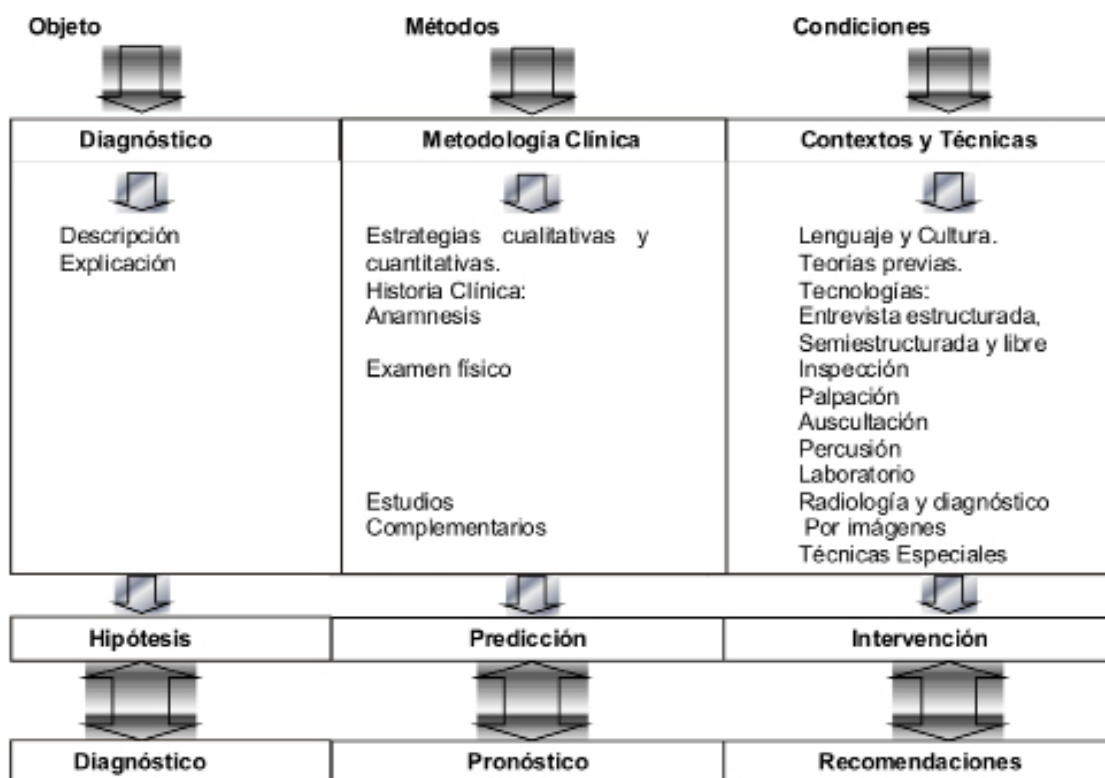 Objeto
Métodos
Condiciones
Diagnóstico
Metodología Clínica
Contextos y Técnicas
Descripción
Explicación
Estrategias cualitativas y
cuantitativas.
Historia Clínica:
Anamnesis
Examen físico
Estudios
Complementarios
Lenguaje y Cultura.
Teorías previas.
Tecnologías:
Entrevista estructurada,
Semiestructurada y libre
Inspección
Palpación
Auscultación
Percusión
Laboratorio
Radiología y diagnóstico
Por imágenes
Técnicas Especiales
Hipótesis
Predicción
Intervención
Diagnóstico
Pronóstico
Recomendaciones